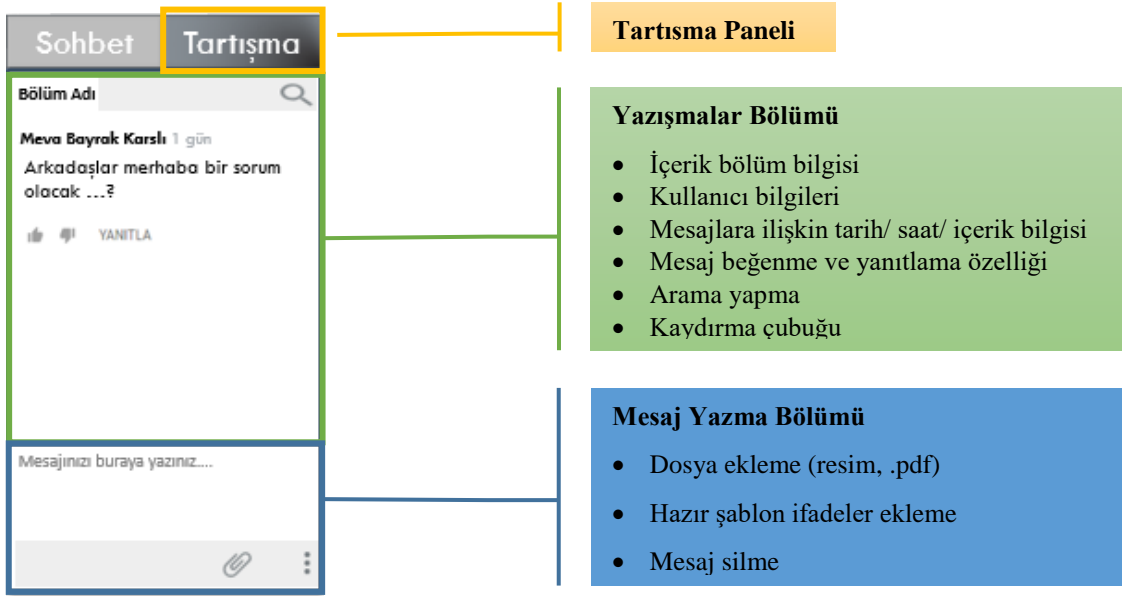 Sohbet
Tartışma
Bölüm Adı
Meva Bayrak Karslı 1 gün
Arkadaşlar merhaba bir sorum
olacak ...?
YANITLA
Mesajınızı buraya yazınız....
Tartısma Paneli
Yazışmalar Bölümü
• İçerik bölüm bilgisi
• Kullanıcı bilgileri
• Mesajlara ilişkin tarih/ saat/ içerik bilgisi
• Mesaj beğenme ve yanıtlama özelliği
• Arama yapma
• Kaydırma çubuğu
Mesaj Yazma Bölümü
• Dosya ekleme (resim, .pdf)
• Hazır şablon ifadeler ekleme
• Mesaj silme